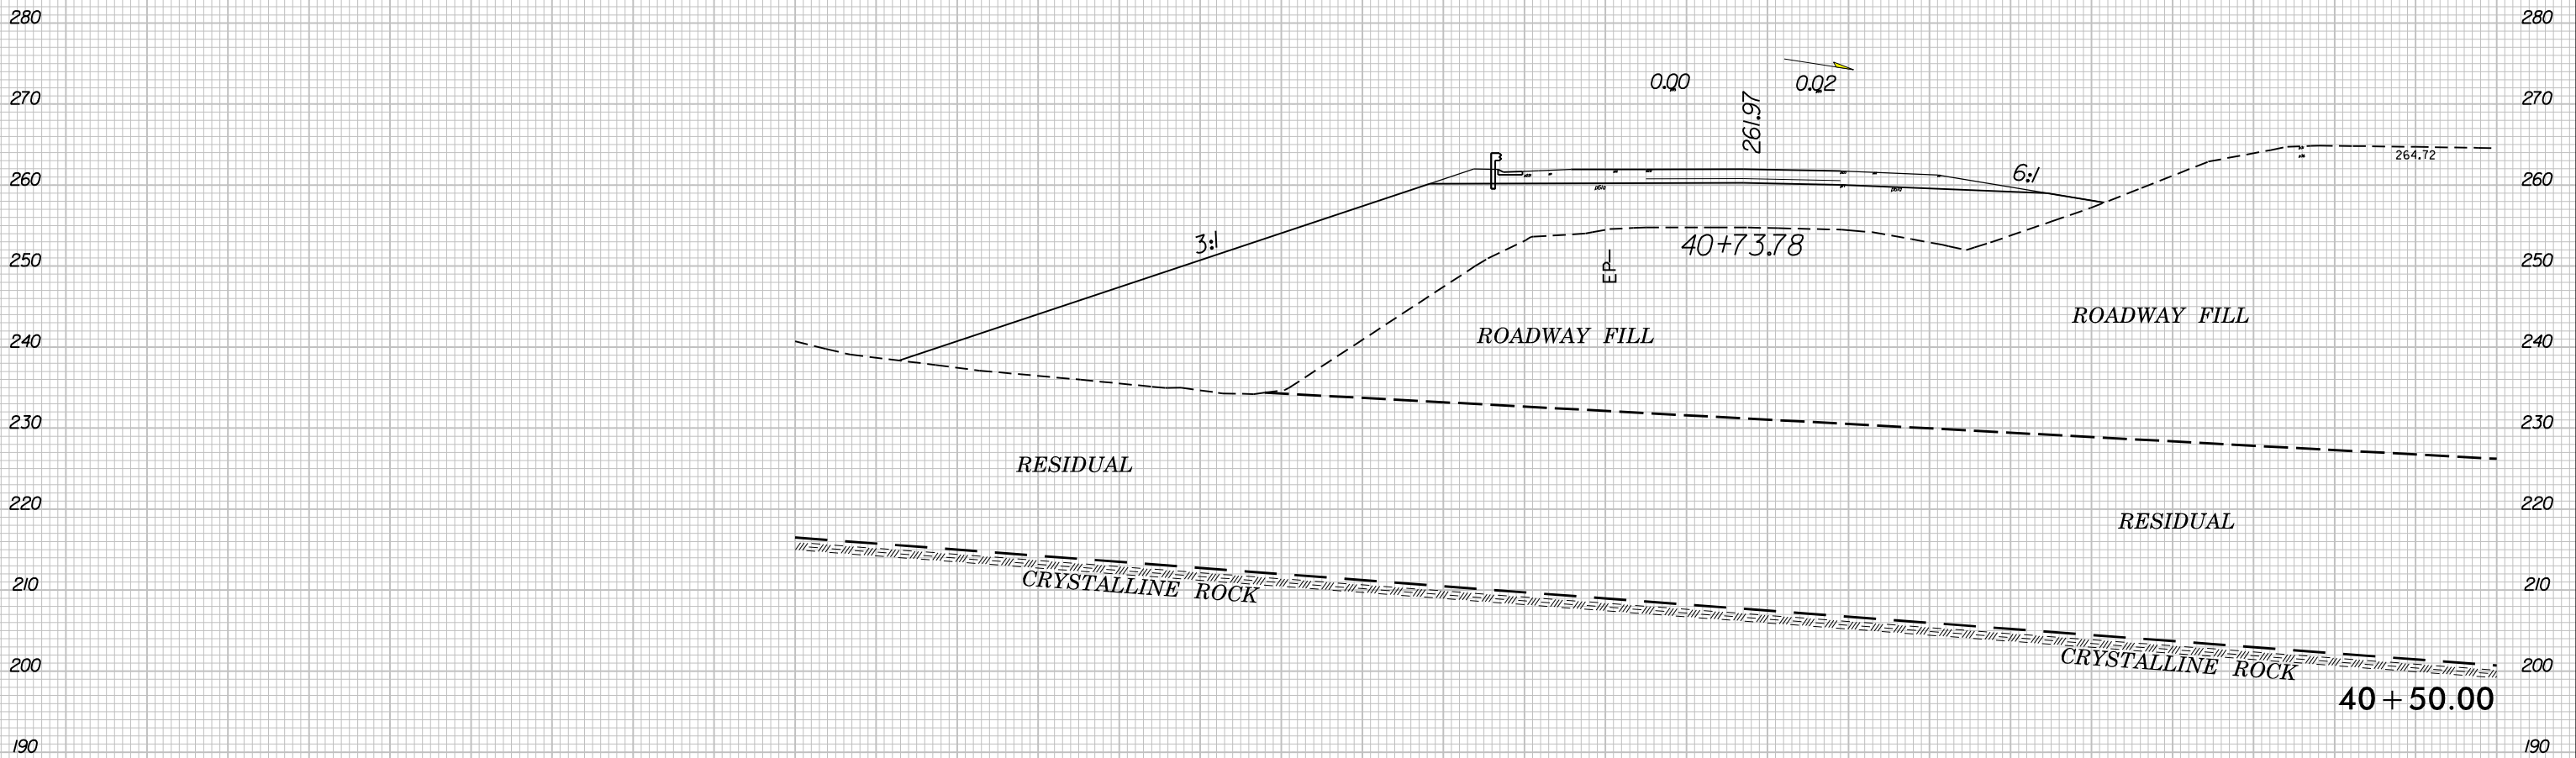 280 280
0.00 0.02
270 270
261.97
264.72
260 6:1 260
3:1 40+73.78
250 EP 250
ROADWAY FILL
240 ROADWAY FILL 240
230 230
RESIDUAL
220 220
RESIDUAL
210 CRYSTALLINE ROCK 210
200 CRYSTALLINE ROCK 200
40+50.00
190 190